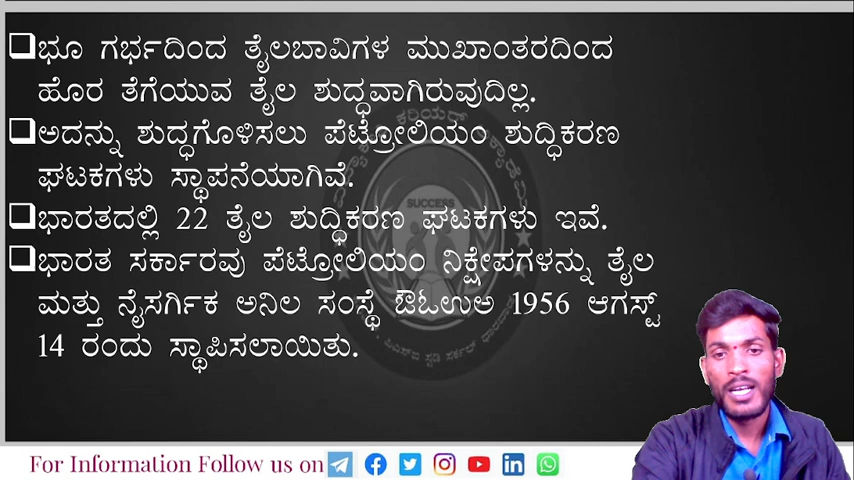 ❑ಭೂ ಗರ್ಭದಿಂದ ತೈಲಬಾವಿಗಳ ಮುಖಾಂತರದಿಂದ
ಹೊರ ತೆಗೆಯುವ ತೈಲ ಶುದ್ಧವಾಗಿರುವುದಿಲ್ಲ.
❑ಅದನ್ನು ಶುದ್ಧಗೊಳಿಸಲು ಪೆಟ್ರೋಲಿಯಂ ಶುದ್ಧಿಕರಣ
ಘಟಕಗಳು ಸ್ಥಾಪನೆಯಾಗಿವೆ.
❑ಭಾರತದಲ್ಲಿ 22 ತೈಲ ಶುದ್ಧಿಕರಣ ಘಟಕಗಳು ಇವೆ.
❑ಭಾರತ ಸರ್ಕಾರವು ಪೆಟ್ರೋಲಿಯಂ ನಿಕ್ಷೇಪಗಳನ್ನು ತೈಲ
ಮತ್ತು ನೈಸರ್ಗಿಕ ಅನಿಲ ಸಂಸ್ಥೆ ಔಓಉಅ 1956 ಆಗಸ್ಟ್
14 ರಂದು ಸ್ಥಾಪಿಸಲಾಯಿತು.
SUCCESS
For Information Follow us on